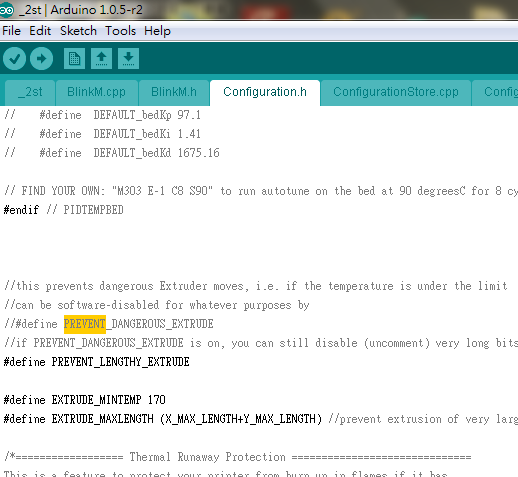 _2st | Arduino 1.0.5-r2
File Edit Sketch Tools Help
_2st BlinkM.cpp BlinkM.h Configuration.h ConfigurationStore.cpp Config
// #define DEFAULT_bedKp 97.1
// #define DEFAULT_bedKi 1.41
// #define DEFAULT_bedKd 1675.16
// FIND YOUR OWN: "M303 E-1 C8 S90" to run autotune on the bed at 90 degreesC for 8 cy
#endif // PIDTEMPBED
//this prevents dangerous Extruder moves, i.e. if the temperature is under the limit
//can be software-disabled for whatever purposes by
//#define PREVENT_DANGEROUS_EXTRUDE
//if PREVENT_DANGEROUS_EXTRUDE is on, you can still disable (uncomment) very long bits
#define PREVENT_LENGTHY_EXTRUDE
#define EXTRUDE_MINTEMP 170
#define EXTRUDE_MAXLENGTH (X_MAX_LENGTH+Y_MAX_LENGTH) //prevent extrusion of very larg
/*================== Thermal Runaway Protection ==============================
This is a feature to protect your printer from burn up in flames if it has